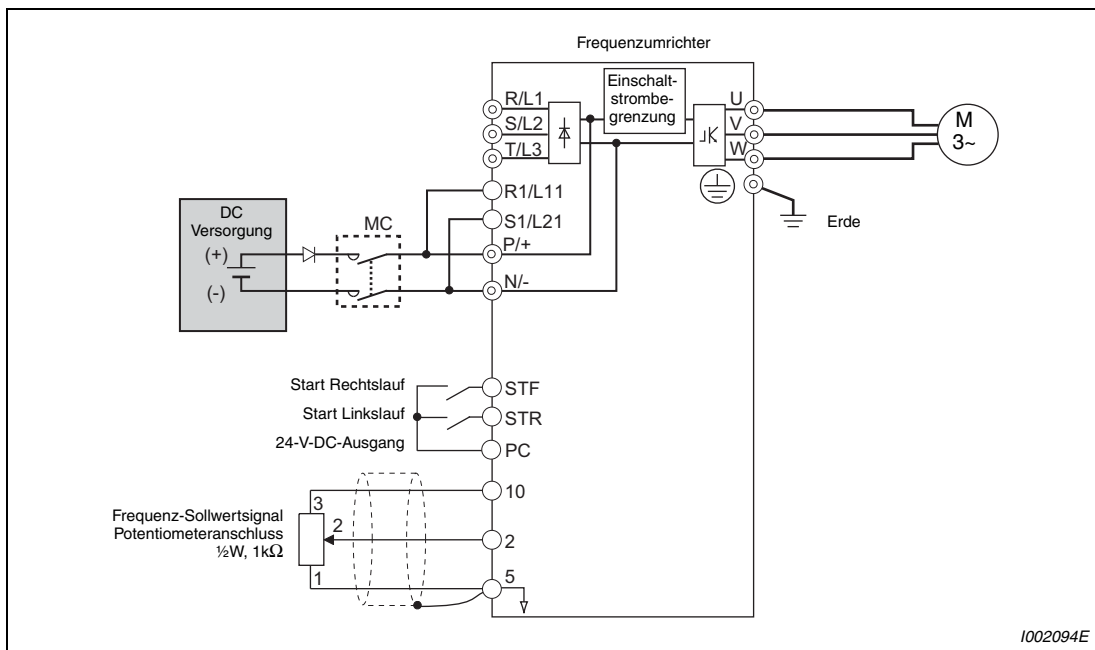 Frequenzumrichter
Einschalt-
strombe-
grenzung
R/L1
S/L2
T/L3
U
V
W
M
3~
R1/L11
S1/L21
P/+
N/-
Erde
DC
Versorgung
(+)
(-)
MC
Start Rechtslauf
STF
Start Linkslauf
STR
24-V-DC-Ausgang
PC
Frequenz-Sollwertsignal
Potentiometeranschluss
½W, 1kΩ
3
2
1
10
2
5
I002094E